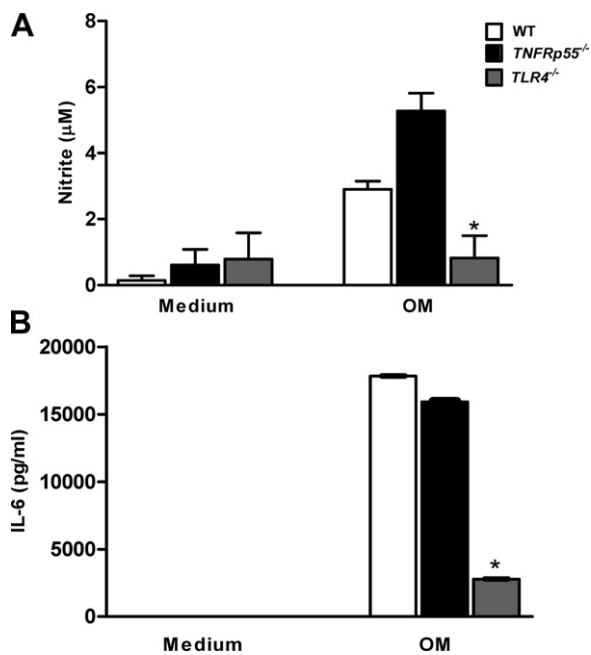 A
WT
TNFRp55-/-
TLR4-/-
Nitrite (µM)
8
6
4
2
0
*
Medium OM
B
IL-6 (pg/ml)
20000
15000
10000
5000
0
*
Medium OM